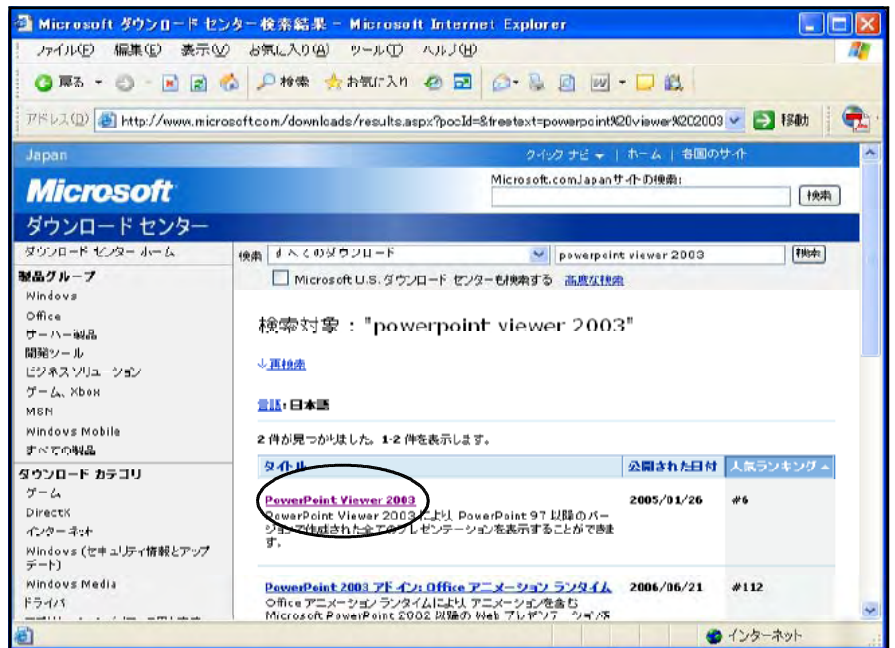 Microsoft ダウンロード センター 検索結果 - Microsoft Internet Explorer
ファイル(F) 編集(E) 表示(V) お気に入り(A) ツール(T) ヘルプ(H)
戻る 検索 お気に入り
アドレス(D) http://www.microsoft.com/downloads/results.aspx?pocId=&freetext=powerpoint%20viewer%202003 移動
Japan クイック ナビ | ホーム | 各国のサイト
Microsoft
Microsoft.comJapanサイトの検索:
検索
ダウンロード センター
ダウンロード センター ホーム
検索 すべてのダウンロード powerpoint viewer 2003 検索
Microsoft U.S. ダウンロード センターも検索する 高度な検索
製品グループ
Windows
Office
サーバー製品
開発ツール
ビジネス ソリューション
ゲーム、Xbox
MSN
Windows Mobile
すべての製品
ダウンロード カテゴリ
ゲーム
DirectX
インターネット
Windows (セキュリティ情報とアップ
デート)
Windows Media
ドライバ
検索対象 : "powerpoint viewer 2003"
↓再検索
言語: 日本語
2 件が見つかりました。1-2 件を表示します。
タイトル 公開された日付 人気ランキング
PowerPoint Viewer 2003 2005/01/26 #6
PowerPoint Viewer 2003 により、PowerPoint 97 以降のバー
ジョンで作成された全てのプレゼンテーションを表示することができま
す。
PowerPoint 2003 アドイン: Office アニメーション ランタイム 2006/06/21 #112
Office アニメーション ランタイムにより、アニメーションを含む
Microsoft PowerPoint 2002 以降の Web プレゼンテーション
インターネット